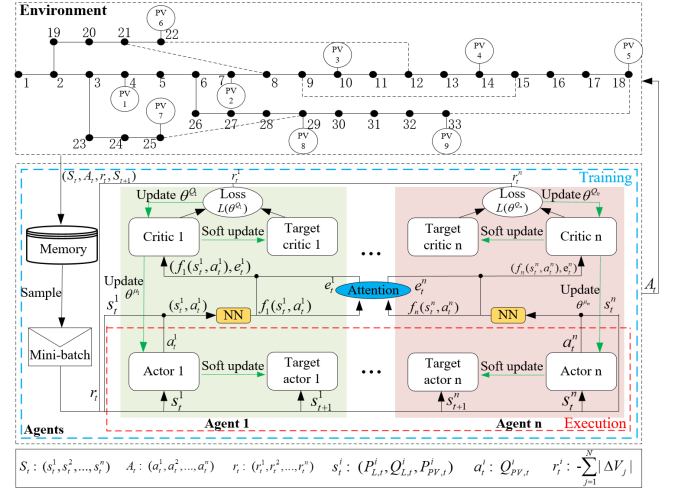 Environment
PV 6
19 20 21 22
PV 3
PV 4
PV 5
1 2 3 4 5 6 7 8 9 10 11 12 13 14 15 16 17 18
PV 1
PV 2
PV 7
26 27 28 29 30 31 32 33
23 24 25
PV 8
PV 9
(S_t, A_t, r_t, S_{t+1})
Training
r_t^1
r_t^n
Update θ^{Q_1}
Loss L(θ^{Q_1})
Loss L(θ^{Q_n})
Update θ^{Q_n}
Memory
Critic 1
Soft update
Target critic 1
...
Target critic n
Soft update
Critic n
Update θ^{μ_1}
(f_1(s_t^1, a_t^1), e_t^1)
(f_n(s_t^n, a_t^n), e_t^n)
A_t
Sample
s_t^1
e_t^1
Attention
e_t^n
Update θ^{μ_n}
s_t^n
(s_t^1, a_t^1)
NN
f_1(s_t^1, a_t^1)
f_n(s_t^n, a_t^n)
NN
Mini-batch
a_t^1
a_t^n
Actor 1
Soft update
Target actor 1
...
Target actor n
Soft update
Actor n
r_t
s_t^1
s_{t+1}^1
s_{t+1}^n
s_t^n
Agents
Agent 1
Agent n
Execution
S_t : (s_t^1, s_t^2, ..., s_t^n) A_t : (a_t^1, a_t^2, ..., a_t^n) r_t : (r_t^1, r_t^2, ..., r_t^n) s_t^i : (P_{L,t}^i, Q_{L,t}^i, P_{PV,t}^i) a_t^i : Q_{PV,t}^i r_t^i : -∑_{j=1}^{N} | ΔV_j |